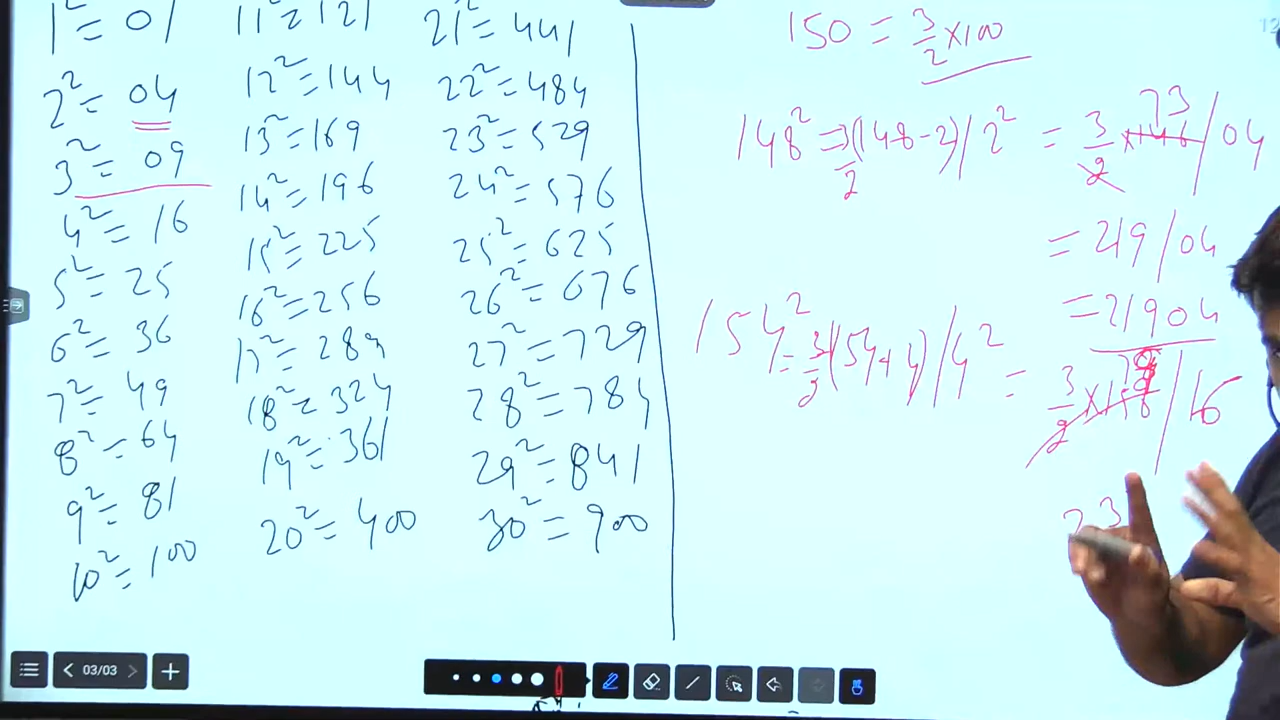 1² = 01
2² = 04
3² = 09
4² = 16
5² = 25
6² = 36
7² = 49
8² = 64
9² = 81
10² = 100
11² = 121
12² = 144
13² = 169
14² = 196
15² = 225
16² = 256
17² = 289
18² = 324
19² = 361
20² = 400
21² = 441
22² = 484
23² = 529
24² = 576
25² = 625
26² = 676
27² = 729
28² = 784
29² = 841
30² = 900
150 = 3/2 × 100
148² = 3/2 (148-2) / 2² = 3/2 × 146 / 04
73
= 219 / 04
= 21904
154² = 3/2 (154+4) / 4² = 3/2 × 158 / 16
79
23
03/03